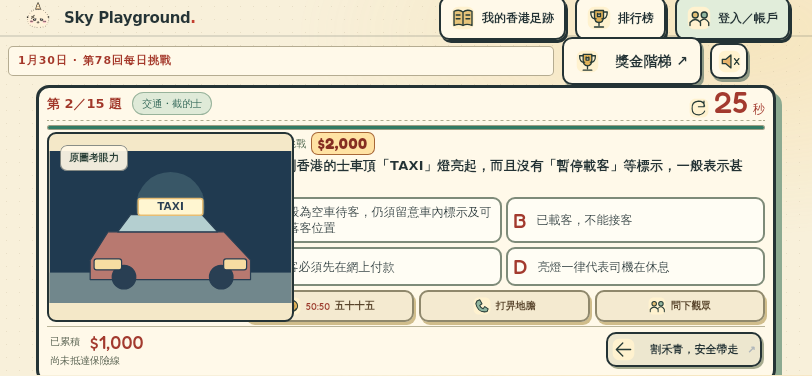 Sky Playground.
我的香港足跡
排行榜
登入／帳戶
1月30日・第78回每日挑戰
獎金階梯 ↗
第 2／15 題
交通・截的士
25 秒
原圖考眼力
TAXI
戰 $2,000
香港的士車頂「TAXI」燈亮起，而且沒有「暫停載客」等標示，一般表示甚
為空車待客，仍須留意車內標示及可
落客位置
B 已載客，不能接客
必須先在網上付款
D 亮燈一律代表司機在休息
50:50 五十十五
打畀地膽
問下觀眾
已累積 $1,000
尚未抵達保險線
割禾青，安全帶走 ↗